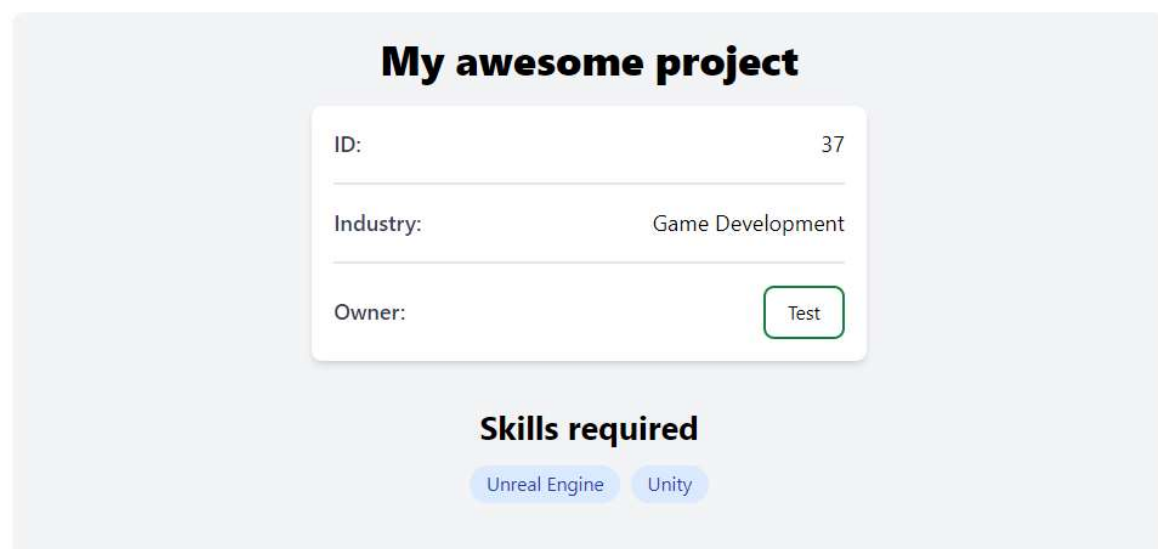 My awesome project
ID: 37
Industry: Game Development
Owner: Test
Skills required
Unreal Engine Unity